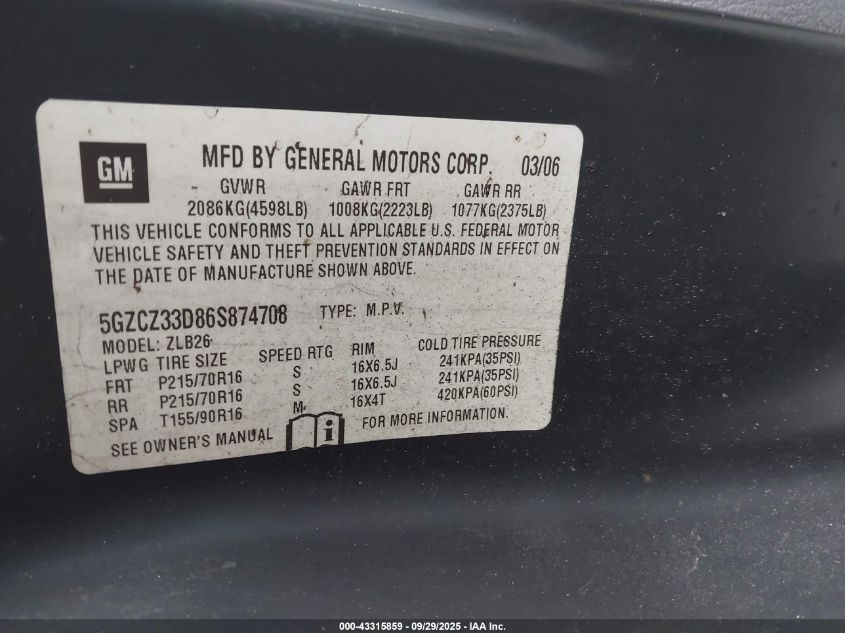 GM MFD BY GENERAL MOTORS CORP. 03/06
GVWR GAWR FRT GAWR RR
2086KG(4598LB) 1008KG(2223LB) 1077KG(2375LB)
THIS VEHICLE CONFORMS TO ALL APPLICABLE U.S. FEDERAL MOTOR
VEHICLE SAFETY AND THEFT PREVENTION STANDARDS IN EFFECT ON
THE DATE OF MANUFACTURE SHOWN ABOVE.
5GZCZ33D86S874708 TYPE: M.P.V.
MODEL: ZLB26
LPWG TIRE SIZE SPEED RTG RIM COLD TIRE PRESSURE
FRT P215/70R16 S 16X6.5J 241KPA(35PSI)
RR P215/70R16 S 16X6.5J 241KPA(35PSI)
SPA T155/90R16 M 16X4T 420KPA(60PSI)
SEE OWNER'S MANUAL i FOR MORE INFORMATION.
000-43315859 - 09/29/2025 - IAA Inc.